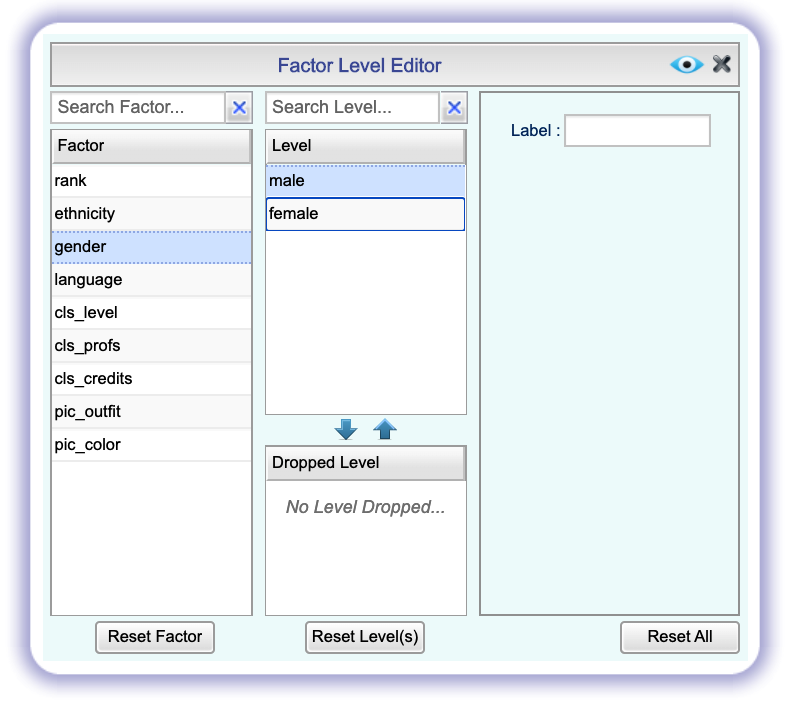 Factor Level Editor
Search Factor...
Search Level...
Label :
Factor
Level
rank
ethnicity
gender
language
cls_level
cls_profs
cls_credits
pic_outfit
pic_color
male
female
Dropped Level
No Level Dropped...
Reset Factor
Reset Level(s)
Reset All